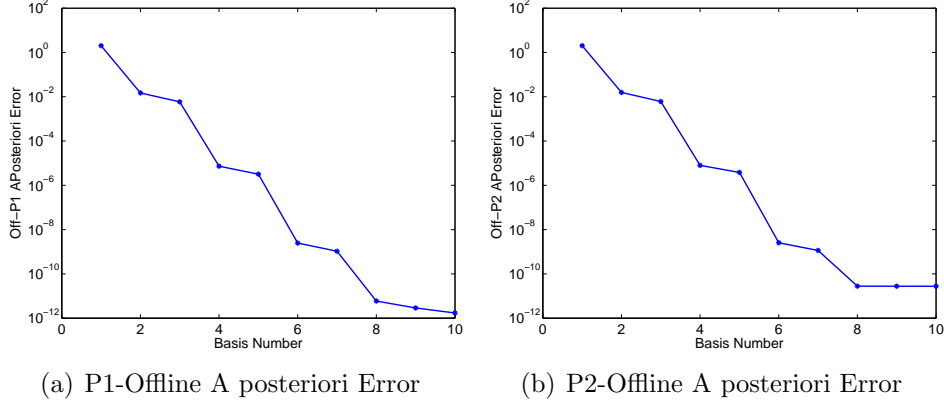 10^2
10^0
10^−2
10^−4
10^−6
10^−8
10^−10
10^−12
Off−P1 APosteriori Error
0 2 4 6 8 10
Basis Number
(a) P1-Offline A posteriori Error
10^2
10^0
10^−2
10^−4
10^−6
10^−8
10^−10
10^−12
Off−P2 APosteriori Error
0 2 4 6 8 10
Basis Number
(b) P2-Offline A posteriori Error